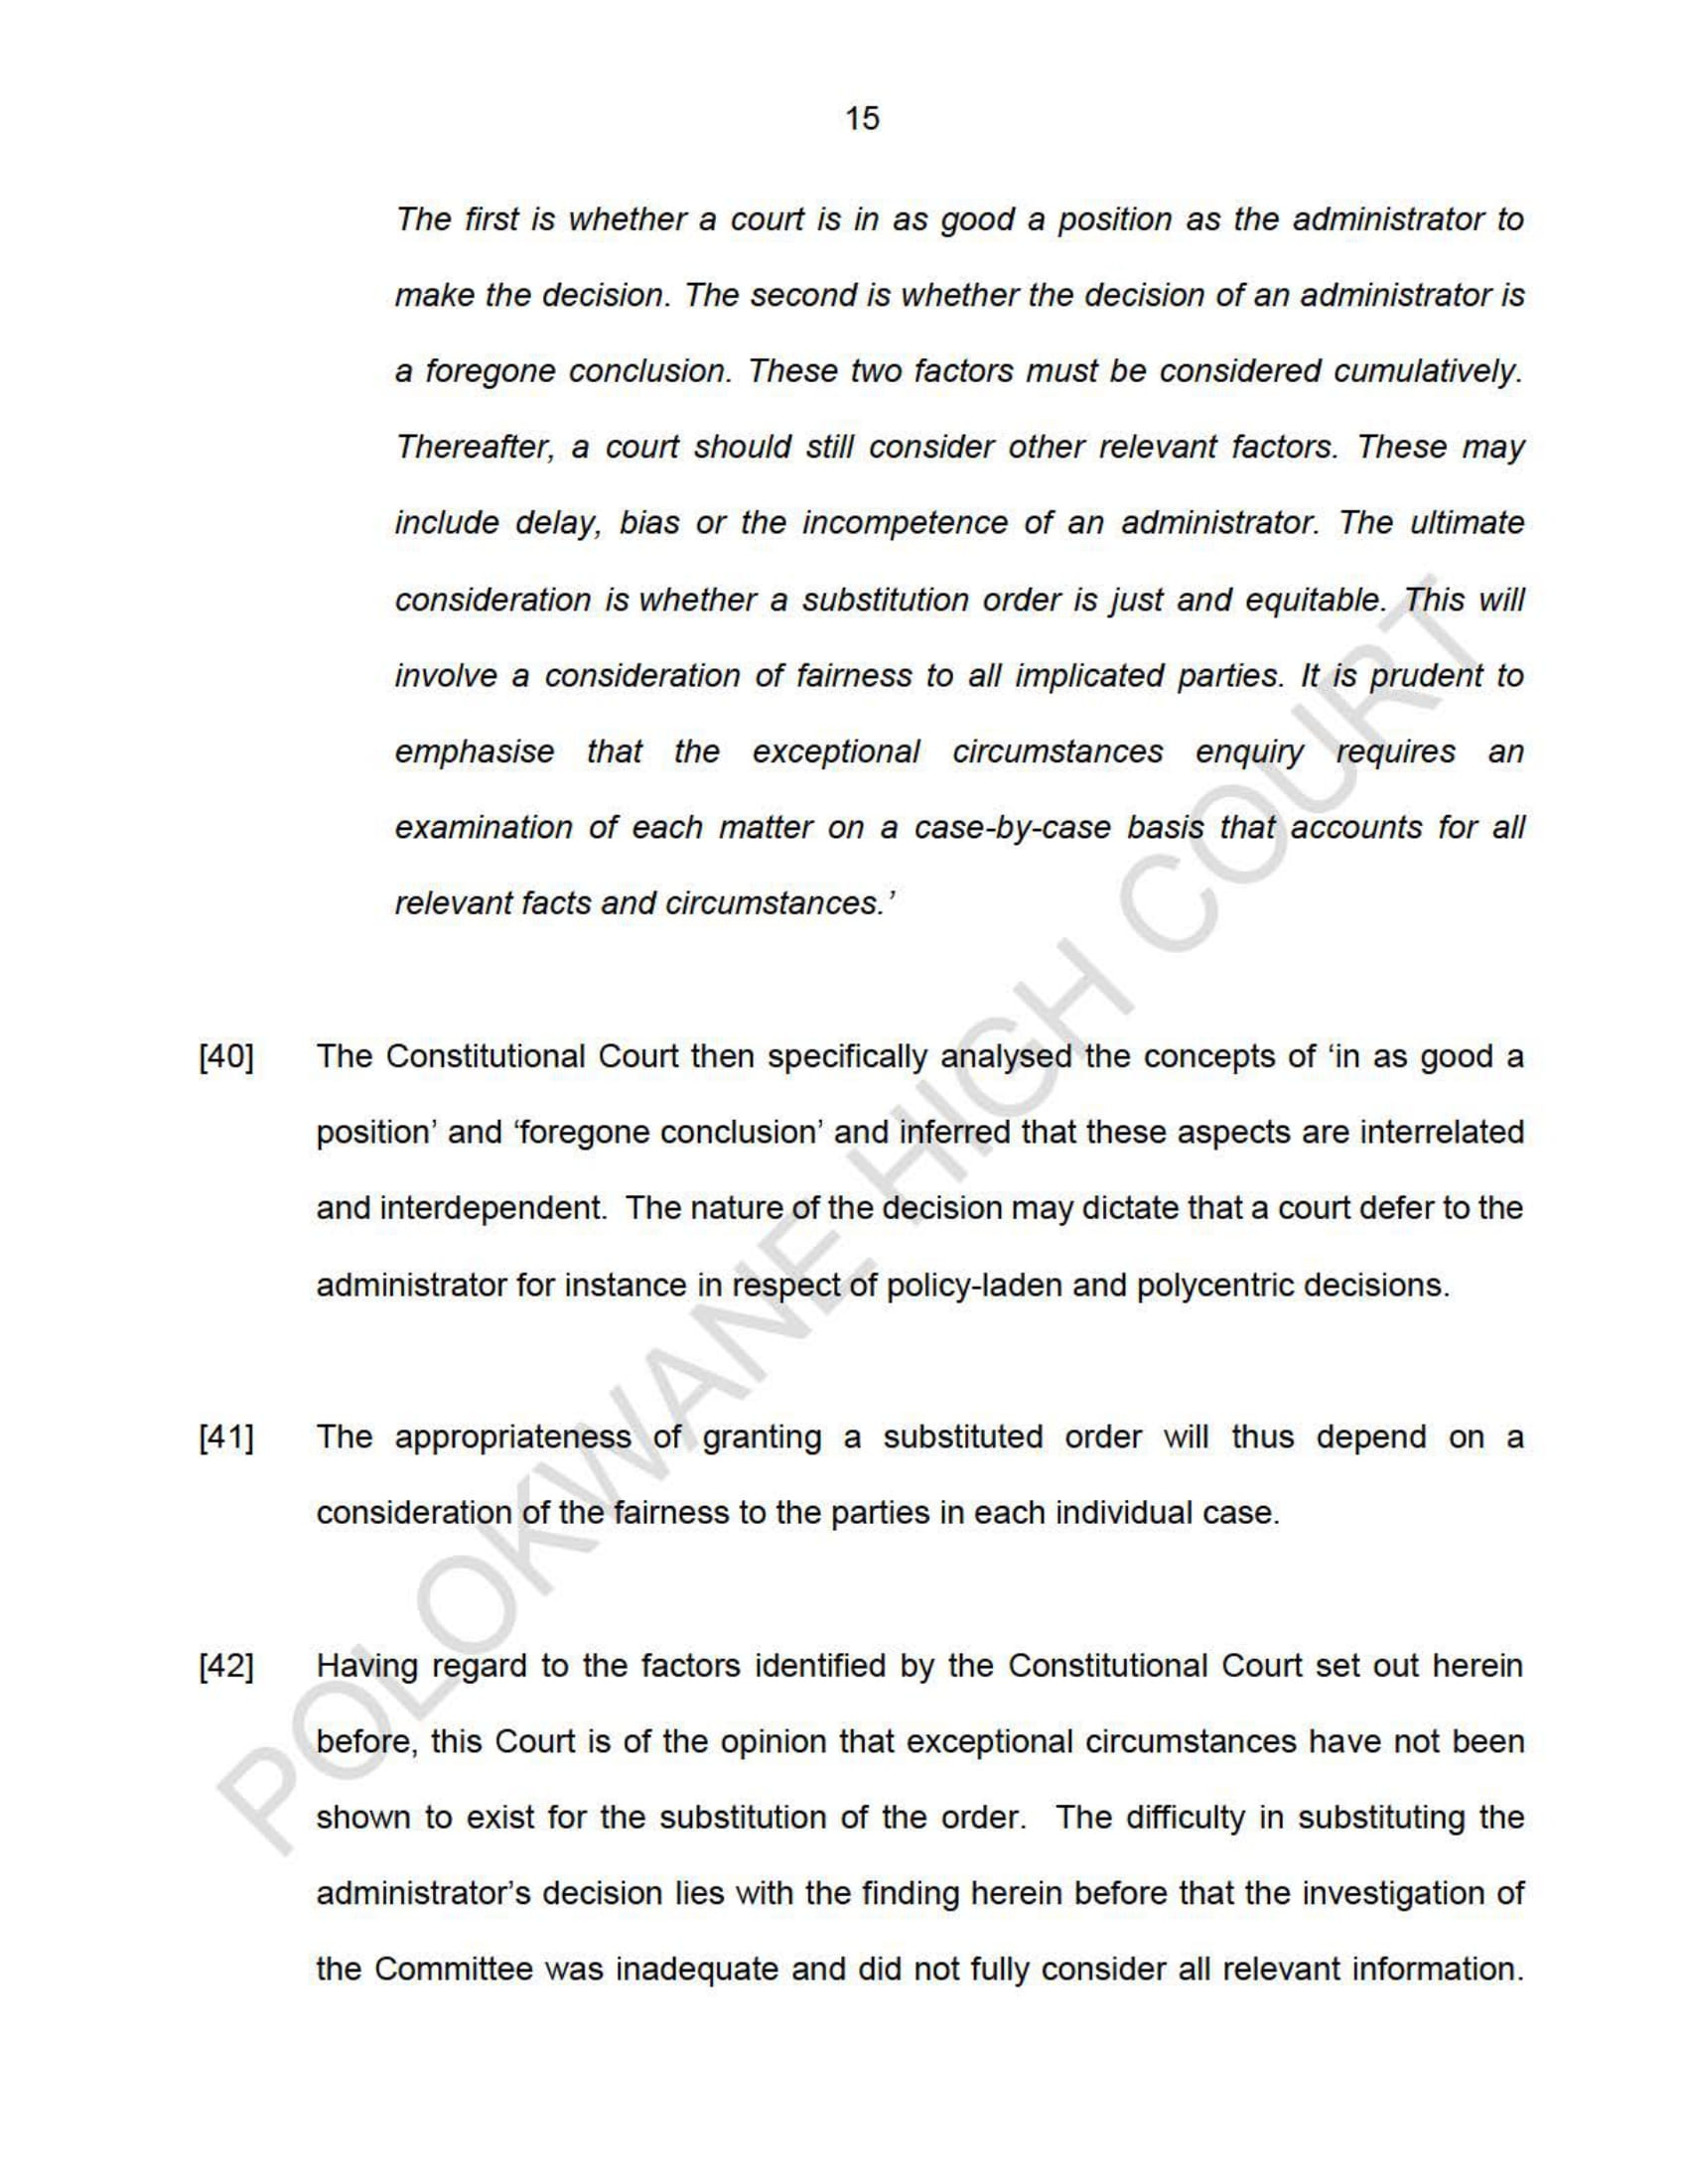 15
The first is whether a court is in as good a position as the administrator to
make the decision. The second is whether the decision of an administrator is
a foregone conclusion. These two factors must be considered cumulatively.
Thereafter, a court should still consider other relevant factors. These may
include delay, bias or the incompetence of an administrator. The ultimate
consideration is whether a substitution order is just and equitable. This will
involve a consideration of fairness to all implicated parties. It is prudent to
emphasise that the exceptional circumstances enquiry requires an
examination of each matter on a case-by-case basis that accounts for all
relevant facts and circumstances.’
[40] The Constitutional Court then specifically analysed the concepts of ‘in as good a
position’ and ‘foregone conclusion’ and inferred that these aspects are interrelated
and interdependent.  The nature of the decision may dictate that a court defer to the
administrator for instance in respect of policy-laden and polycentric decisions.
[41] The appropriateness of granting a substituted order will thus depend on a
consideration of the fairness to the parties in each individual case.
[42] Having regard to the factors identified by the Constitutional Court set out herein
before, this Court is of the opinion that exceptional circumstances have not been
shown to exist for the substitution of the order.  The difficulty in substituting the
administrator’s decision lies with the finding herein before that the investigation of
the Committee was inadequate and did not fully consider all relevant information.
POLOKWANE HIGH COURT